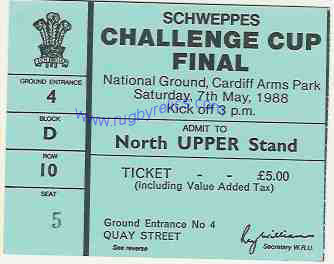 SCHWEPPES
CHALLENGE CUP
FINAL
National Ground, Cardiff Arms Park
Saturday, 7th May, 1988
Kick off 3 p.m.
ADMIT TO
North UPPER Stand
TICKET - - £5.00
(including Value Added Tax)
Ground Entrance No 4
QUAY STREET
See reverse
Secretary W.R.U.
GROUND ENTRANCE
4
BLOCK
D
ROW
10
SEAT
5